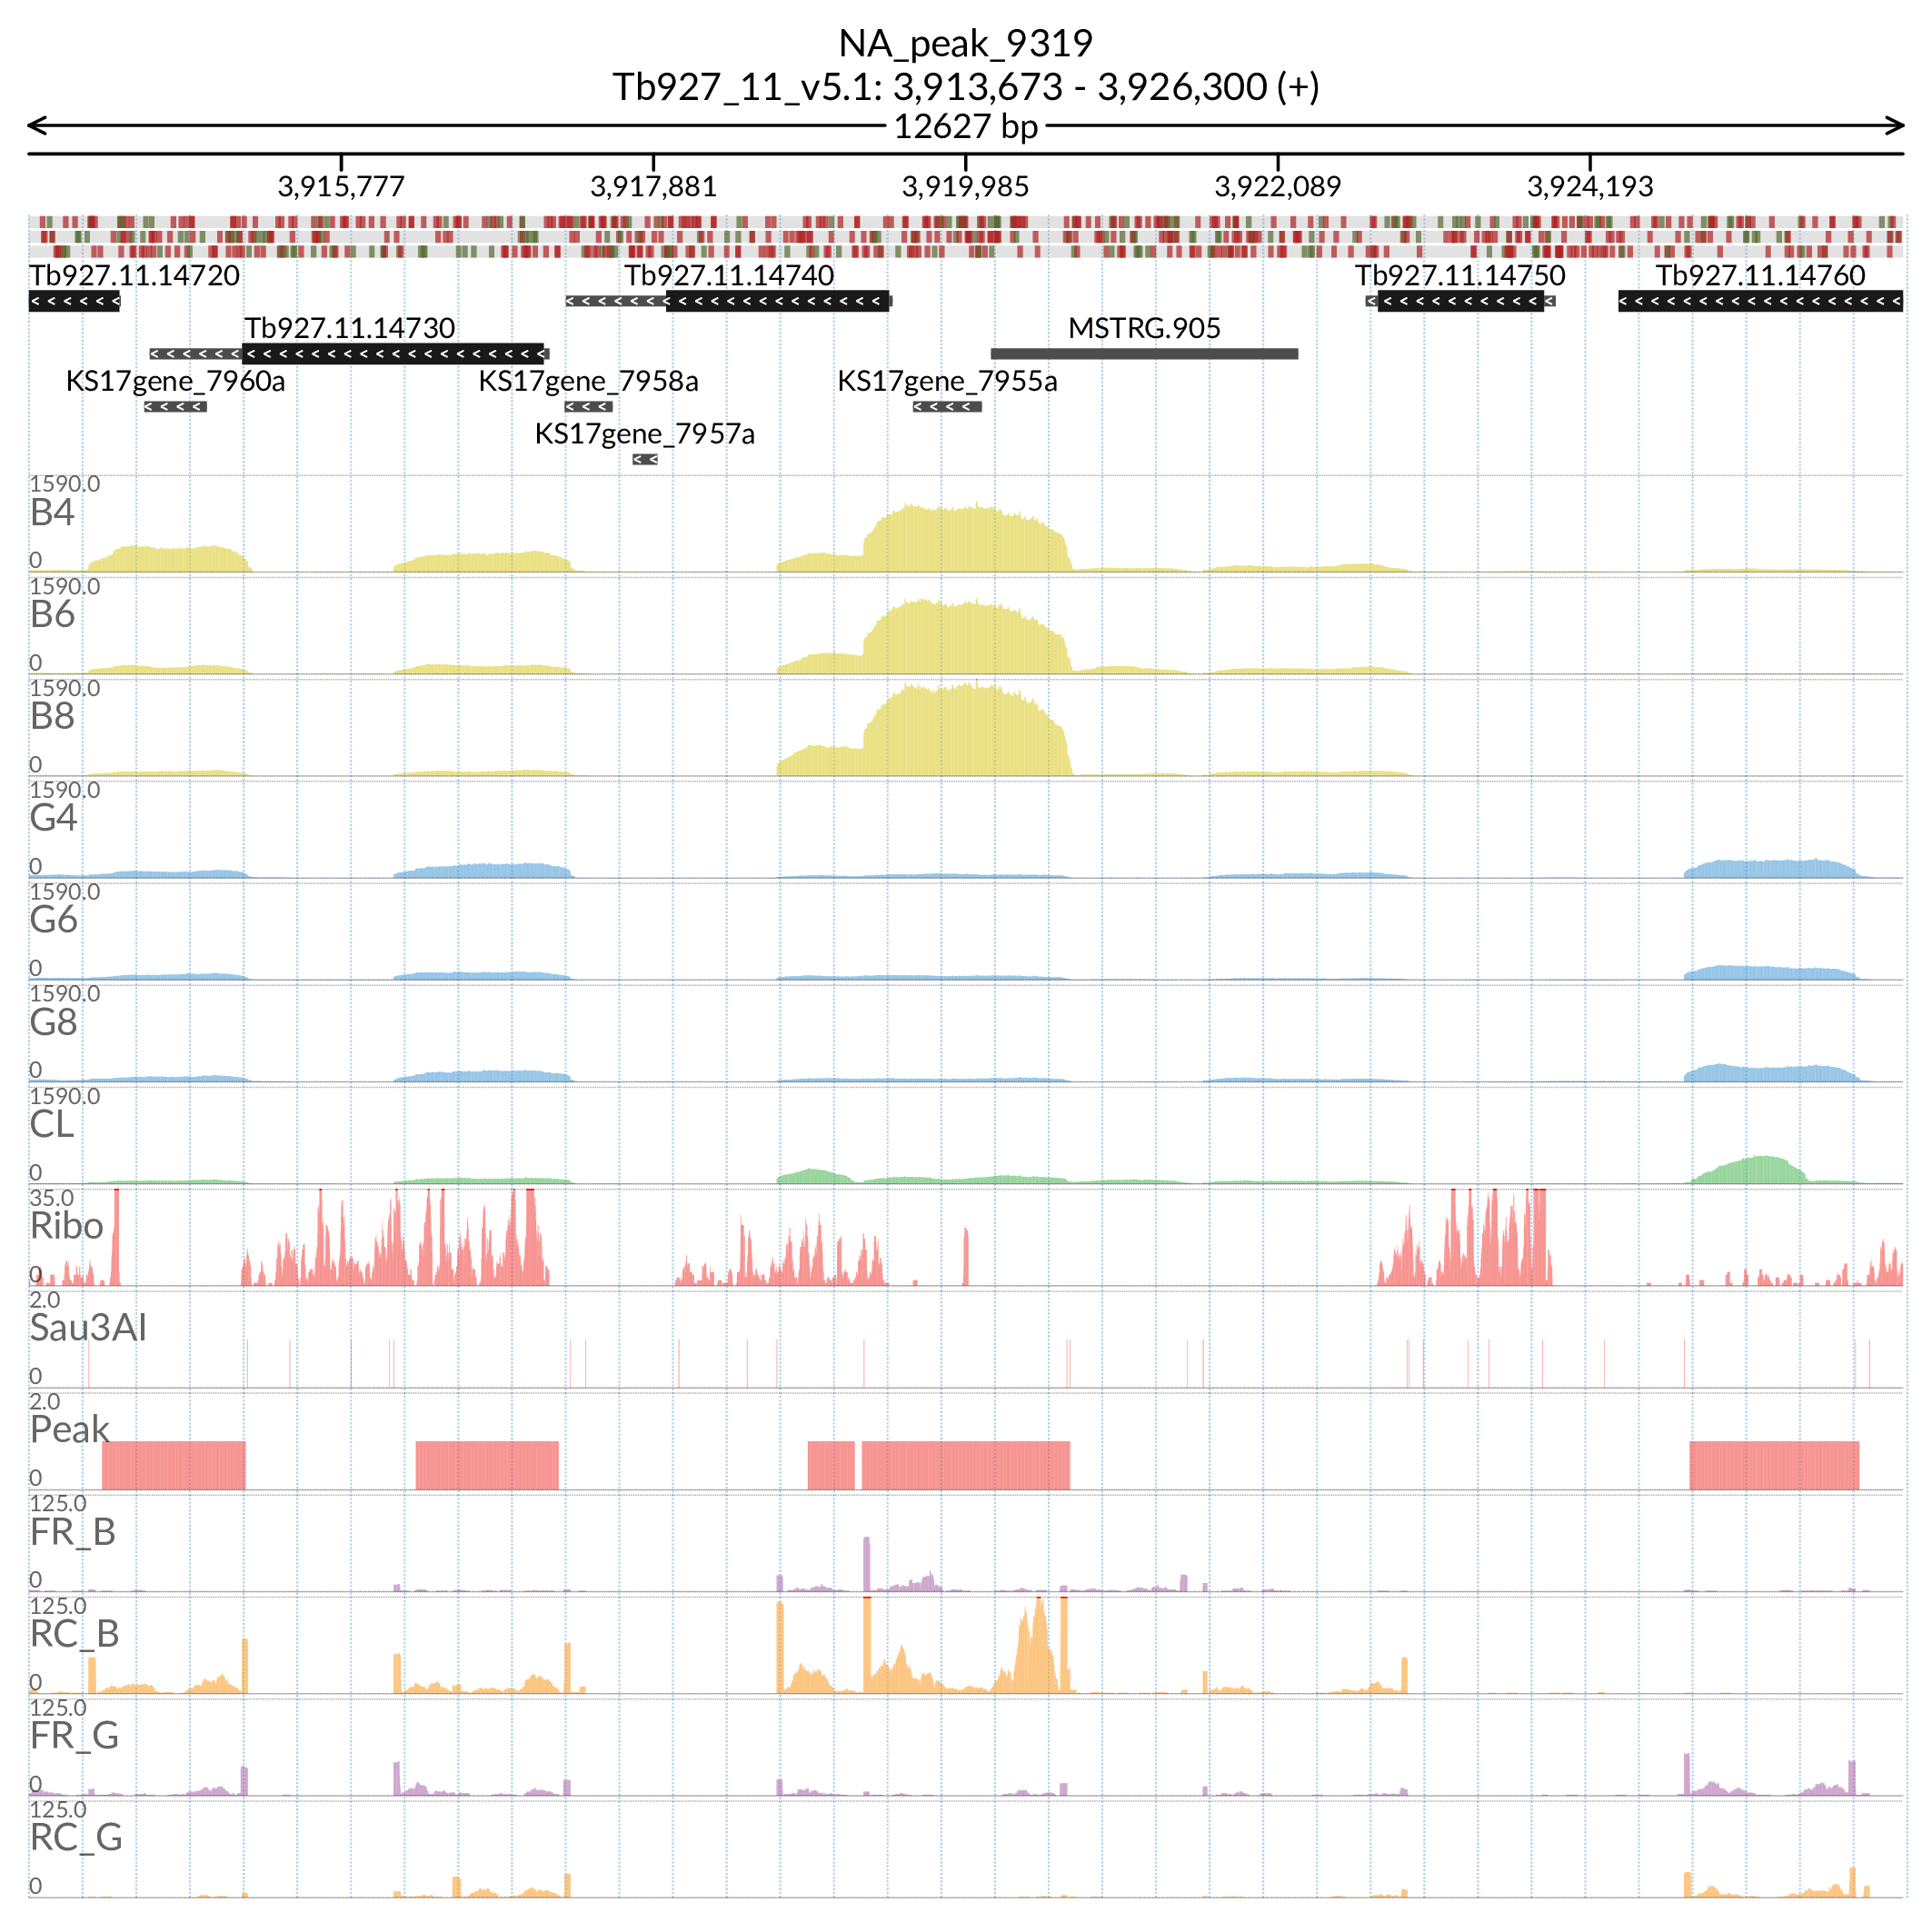 NA_peak_9319
Tb927_11_v5.1: 3,913,673 - 3,926,300 (+)
12627 bp
3,915,777 3,917,881 3,919,985 3,922,089 3,924,193
Tb927.11.14720 Tb927.11.14740 Tb927.11.14750 Tb927.11.14760
Tb927.11.14730 MSTRG.905
KS17gene_7960a KS17gene_7958a KS17gene_7955a
KS17gene_7957a
1590.0
B4
0
1590.0
B6
0
1590.0
B8
0
1590.0
G4
0
1590.0
G6
0
1590.0
G8
0
1590.0
CL
0
35.0
Ribo
0
2.0
Sau3AI
0
2.0
Peak
0
125.0
FR_B
0
125.0
RC_B
0
125.0
FR_G
0
125.0
RC_G
0